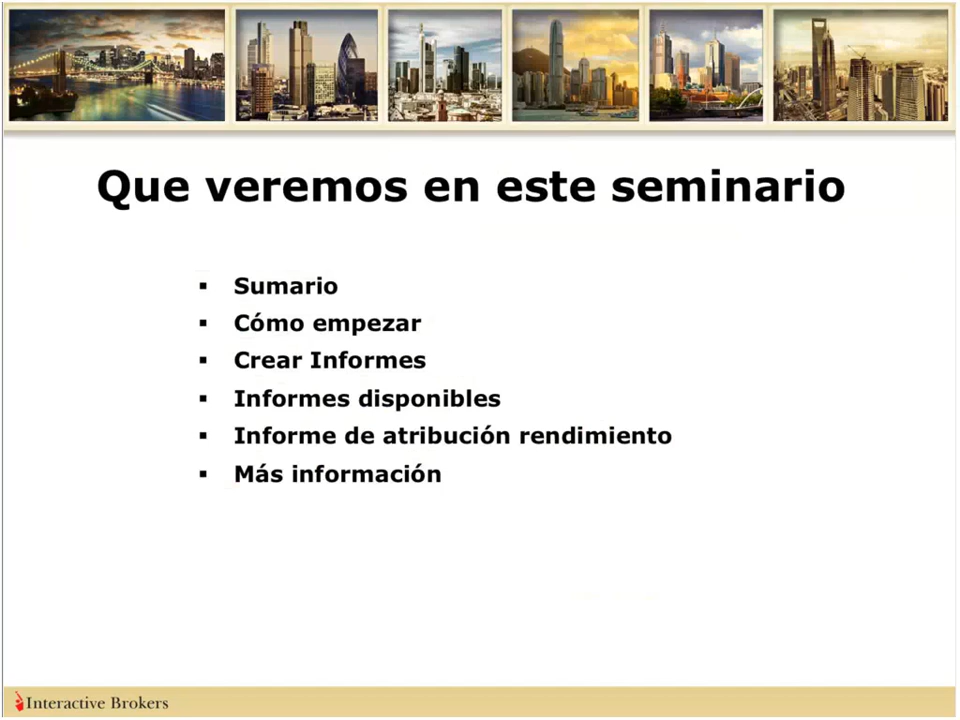 Que veremos en este seminario
▪ Sumario
▪ Cómo empezar
▪ Crear Informes
▪ Informes disponibles
▪ Informe de atribución rendimiento
▪ Más información
Interactive Brokers